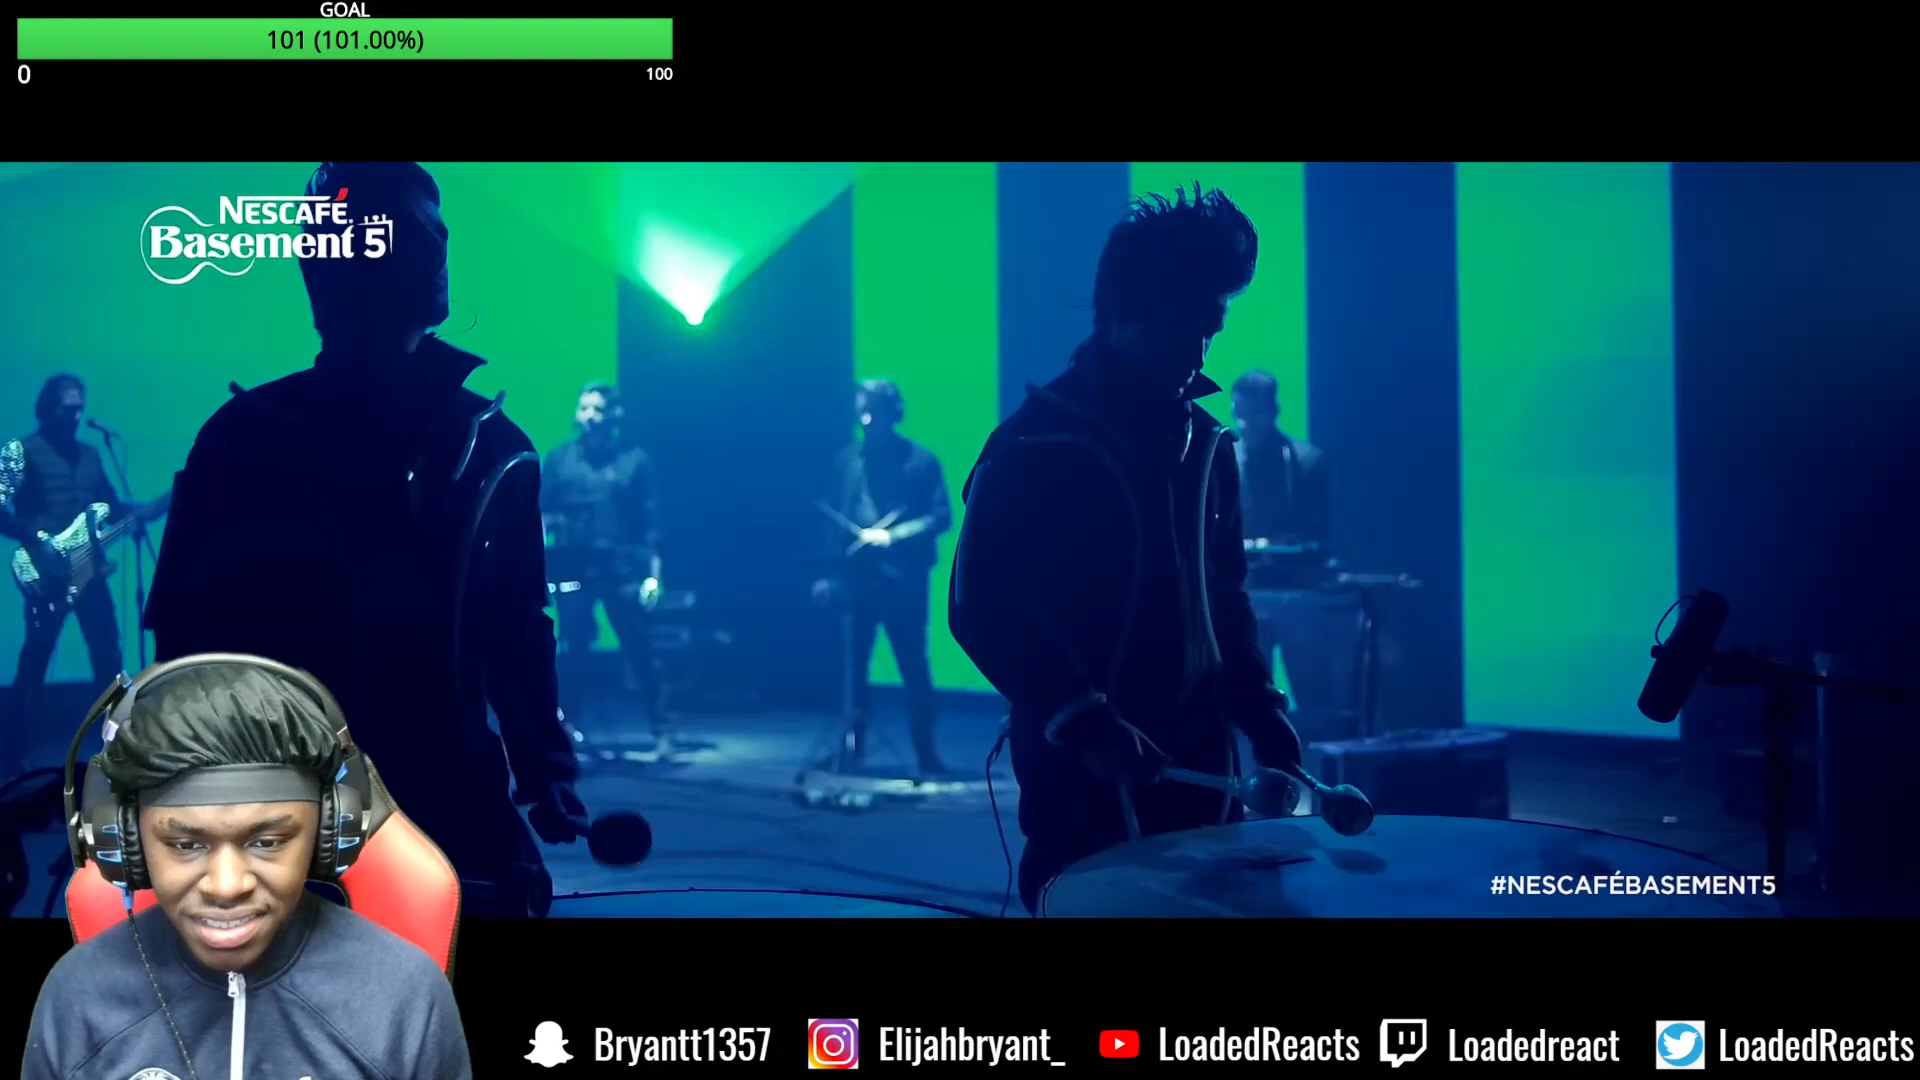 GOAL
101 (101.00%)
0
100
NESCAFÉ.
Basement 5
#NESCAFÉBASEMENT5
Bryantt1357
Elijahbryant_
LoadedReacts
Loadedreact
LoadedReacts